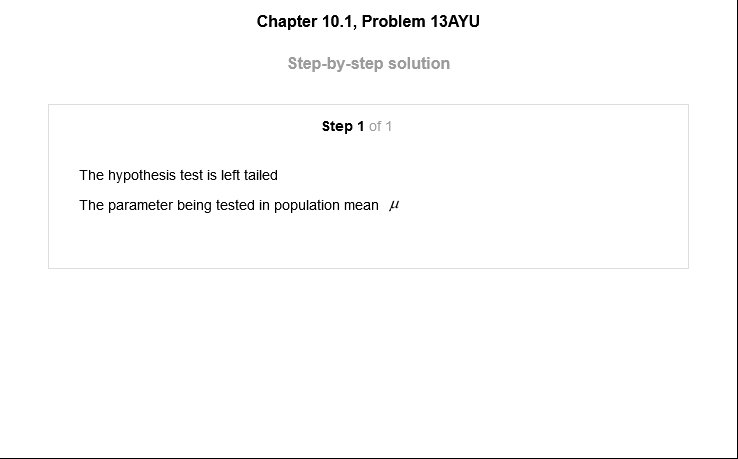 Chapter 10.1, Problem 13AYU
Step-by-step solution
Step 1 of 1
The hypothesis test is left tailed
The parameter being tested in population mean μ